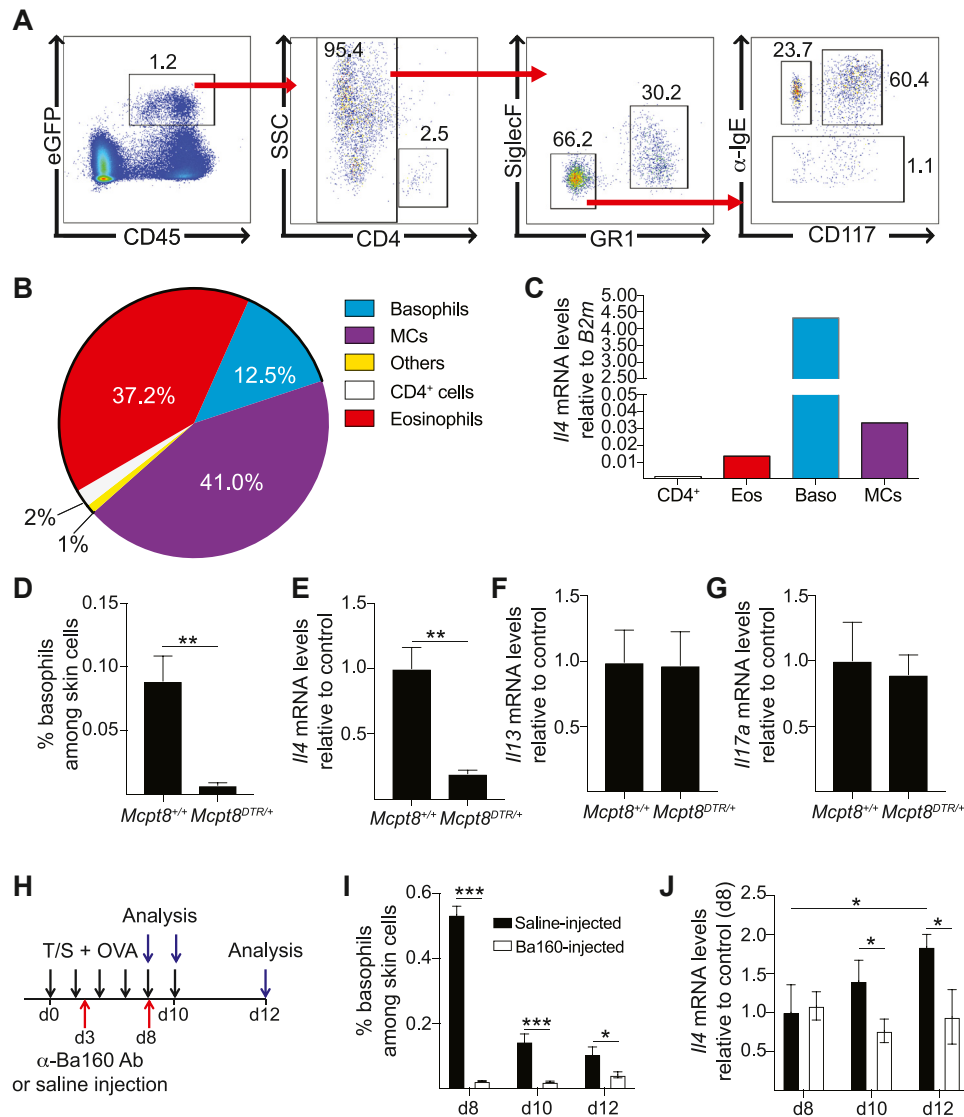 A
eGFP
1.2
CD45
SSC
95.4
2.5
CD4
SiglecF
66.2
30.2
GR1
α-IgE
23.7
60.4
1.1
CD117
B
37.2%
12.5%
41.0%
2%
1%
Basophils
MCs
Others
CD4+ cells
Eosinophils
C
Il4 mRNA levels
relative to B2m
5.00
4.50
4.00
3.50
3.00
2.50
0.05
0.04
0.03
0.02
0.01
CD4+ Eos Baso MCs
D
% basophils
among skin cells
0.15
0.10
0.05
**
Mcpt8+/+ Mcpt8DTR/+
E
Il4 mRNA levels
relative to control
1.5
1.0
0.5
**
Mcpt8+/+ Mcpt8DTR/+
F
Il13 mRNA levels
relative to control
1.5
1.0
0.5
Mcpt8+/+ Mcpt8DTR/+
G
Il17a mRNA levels
relative to control
1.5
1.0
0.5
Mcpt8+/+ Mcpt8DTR/+
H
Analysis
T/S + OVA
Analysis
d0 d10 d12
d3 d8
α-Ba160 Ab
or saline injection
I
% basophils
among skin cells
0.6
0.4
0.2
***
***
*
Saline-injected
Ba160-injected
d8 d10 d12
J
Il4 mRNA levels
relative to control (d8)
2.5
2.0
1.5
1.0
0.5
*
*
*
d8 d10 d12